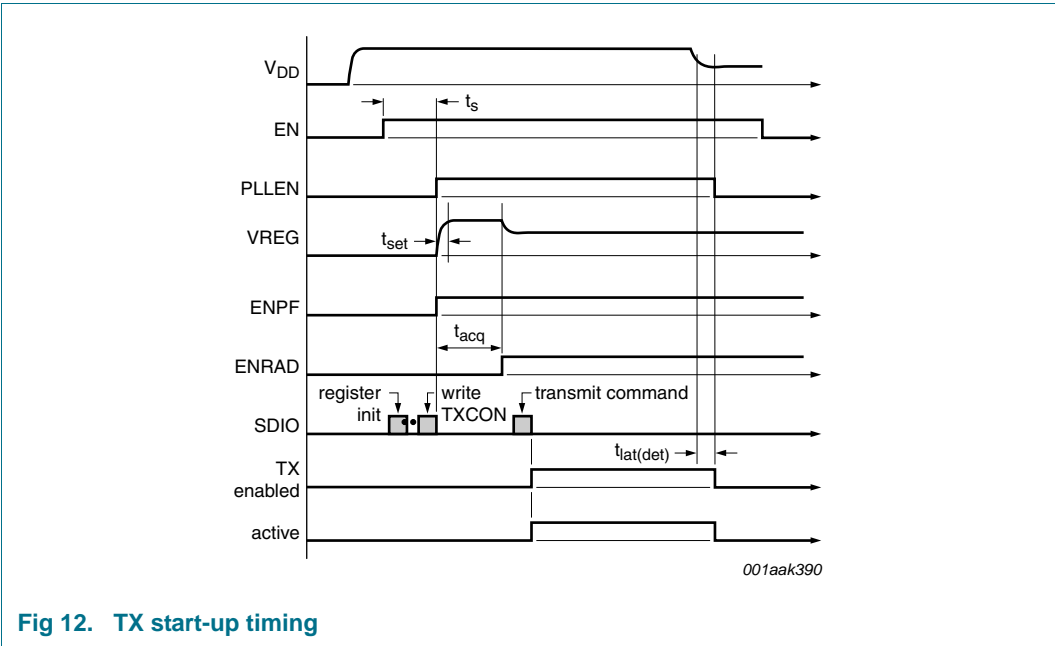 VDD
ts
EN
PLLEN
VREG
tset
ENPF
tacq
ENRAD
register
init
write
TXCON
transmit command
SDIO
tlat(det)
TX
enabled
active
001aak390
Fig 12. TX start-up timing